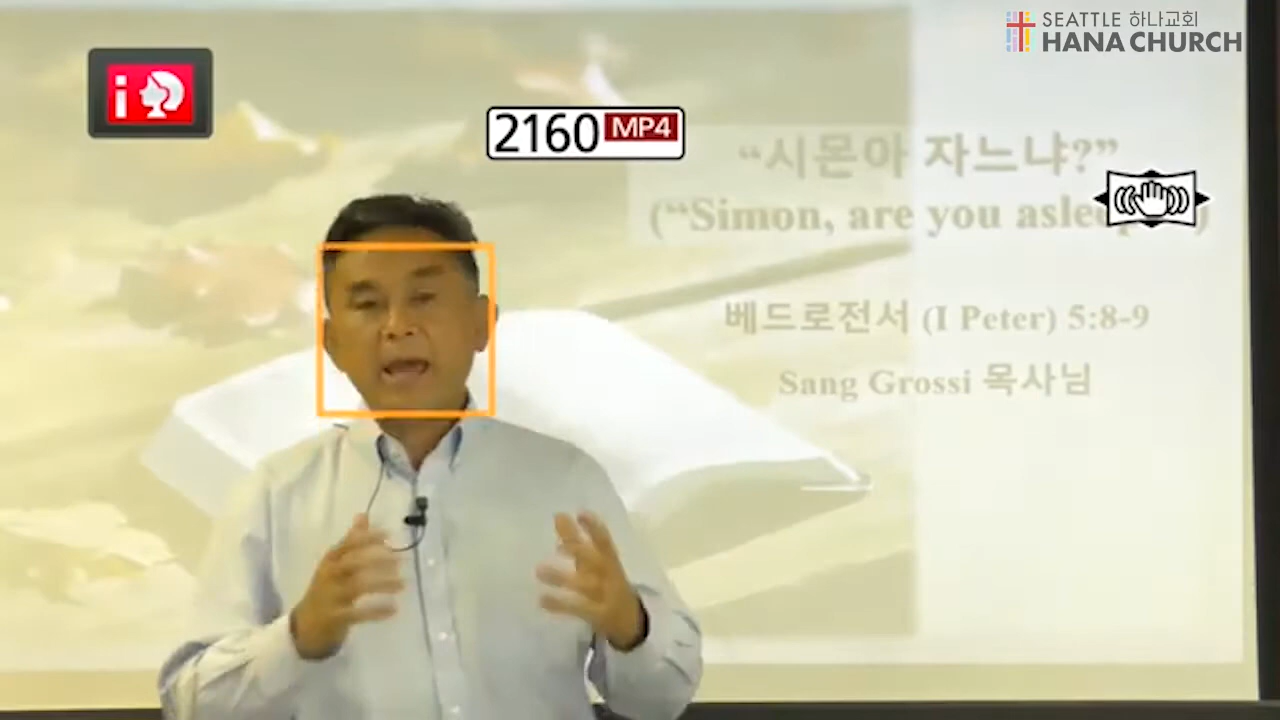 SEATTLE 하나교회
HANA CHURCH
i
2160 MP4
“시몬아 자느냐?”
(“Simon, are you
베드로전서 (I Peter) 5:8-9
Sang Grossi 목사님